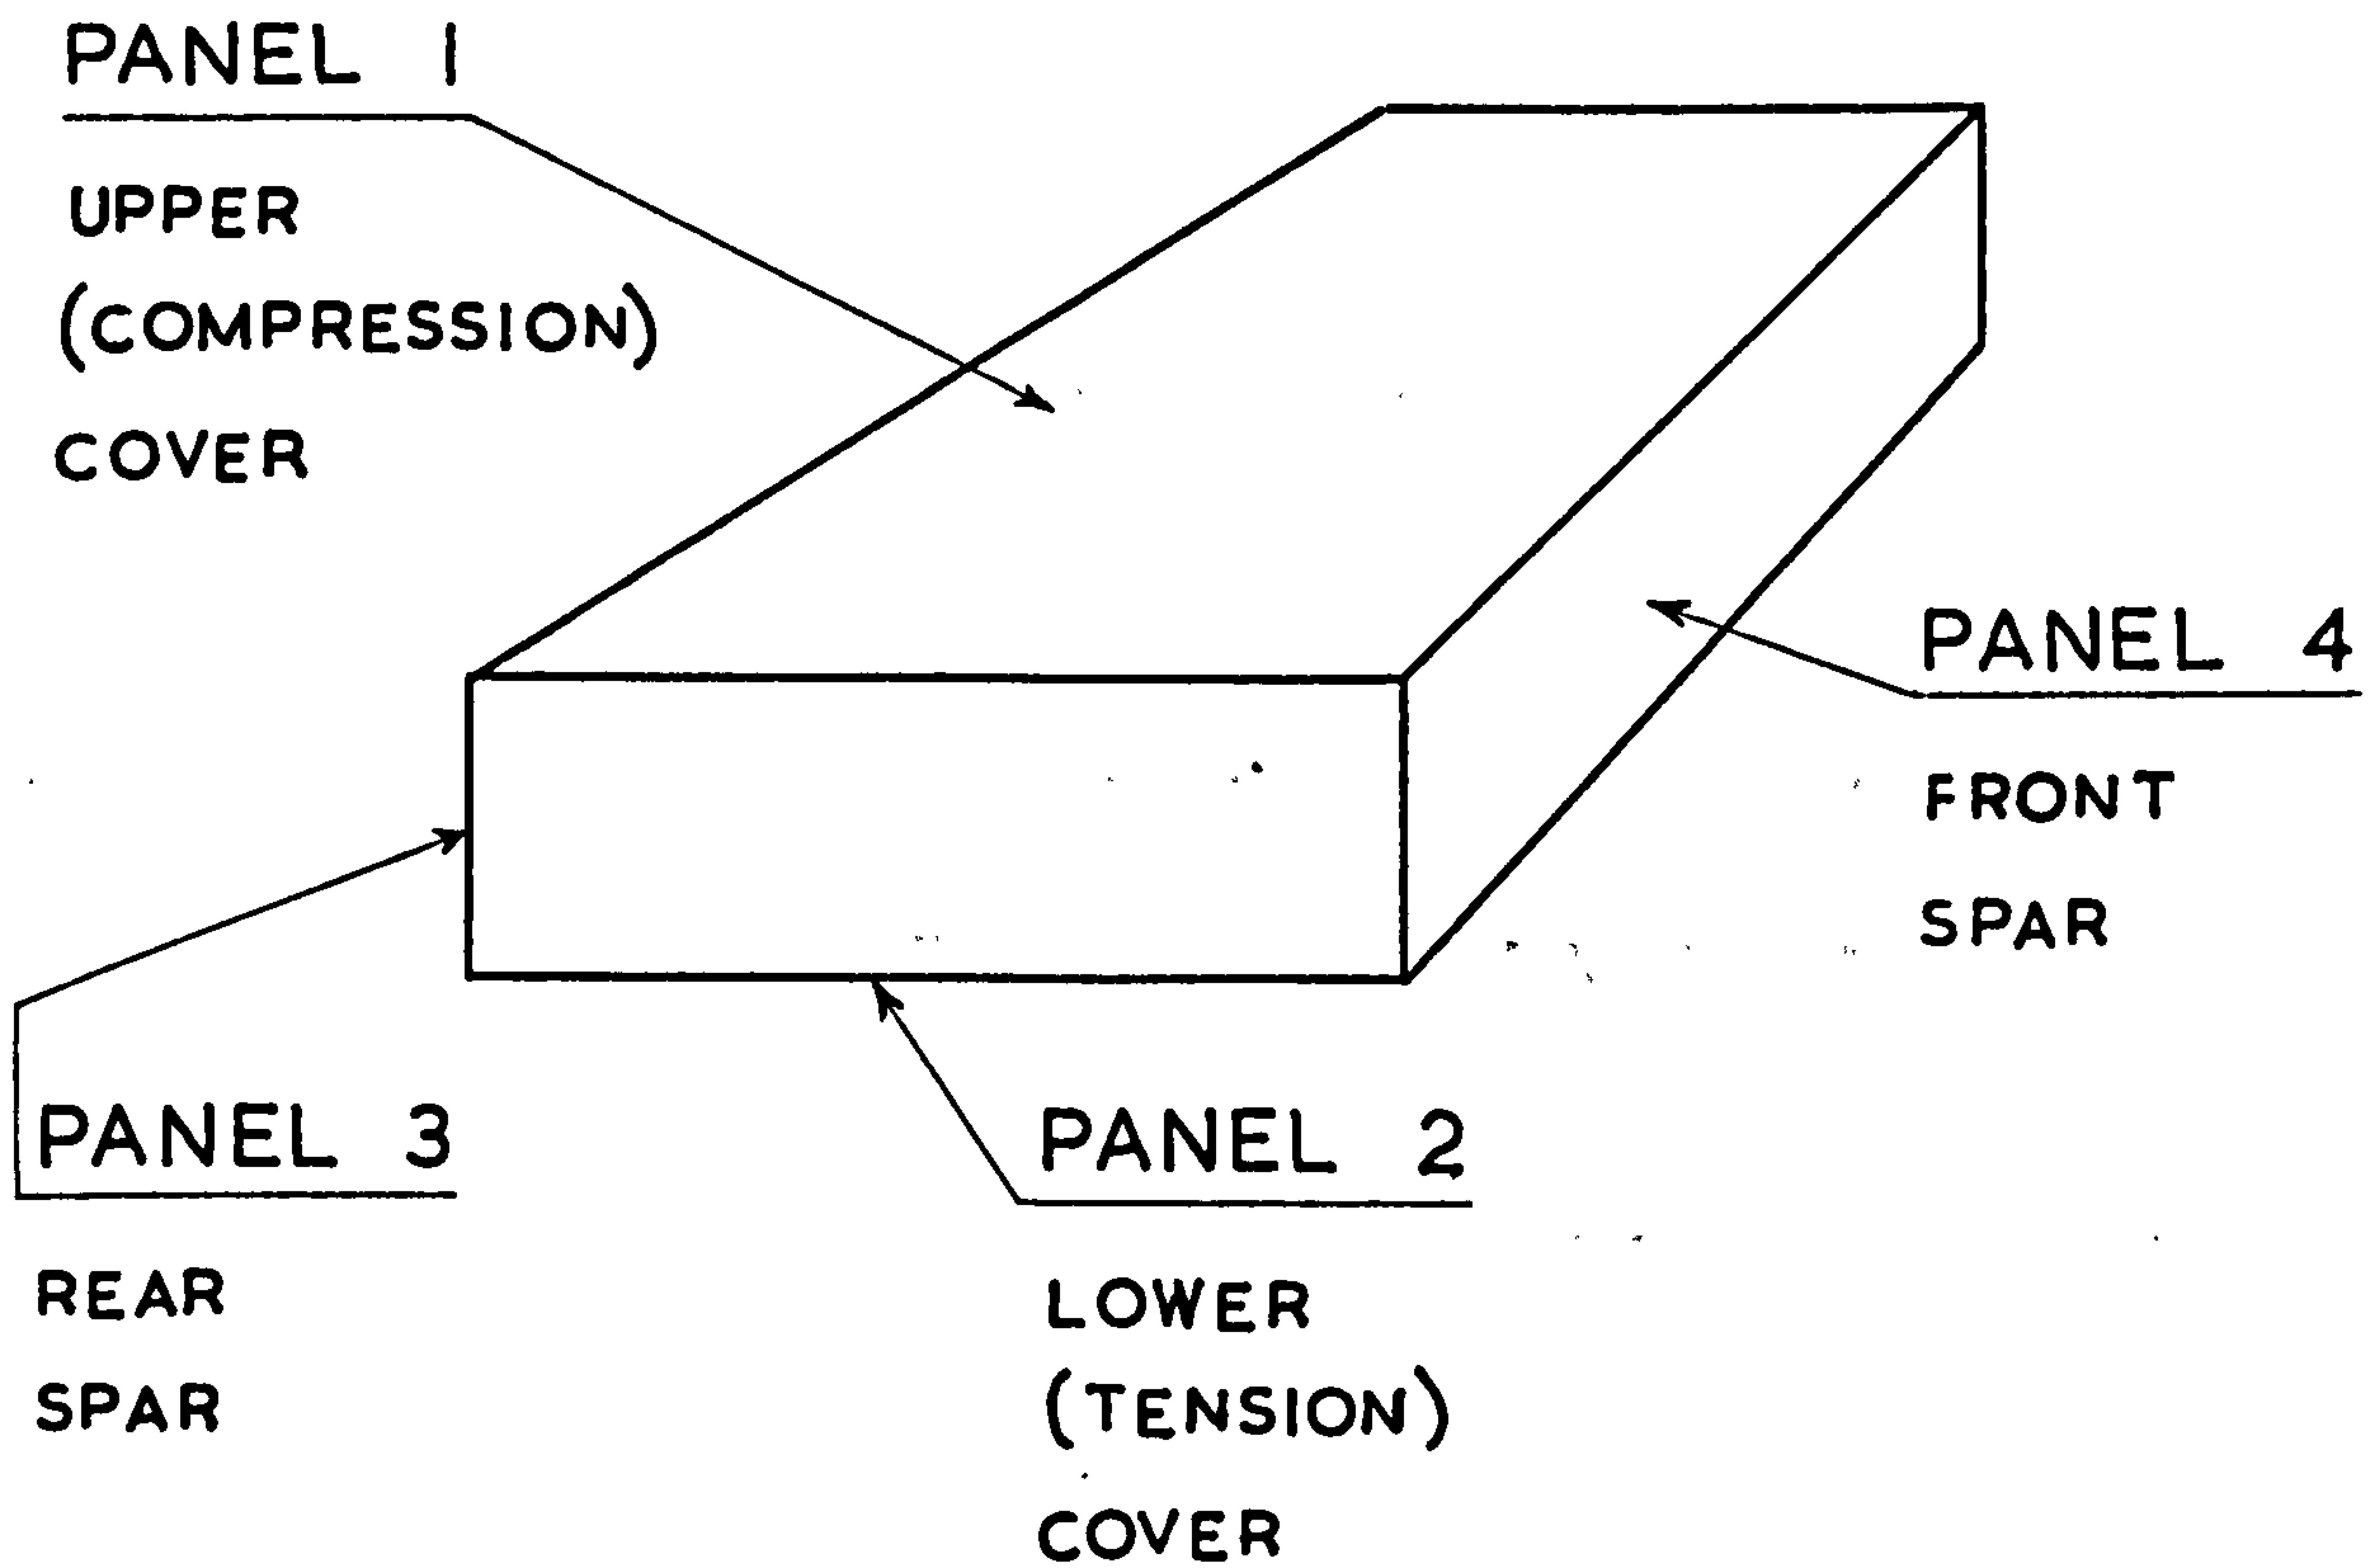 PANEL 1
UPPER
(COMPRESSION)
COVER
PANEL 4
FRONT
SPAR
PANEL 3
REAR
SPAR
PANEL 2
LOWER
(TENSION)
COVER